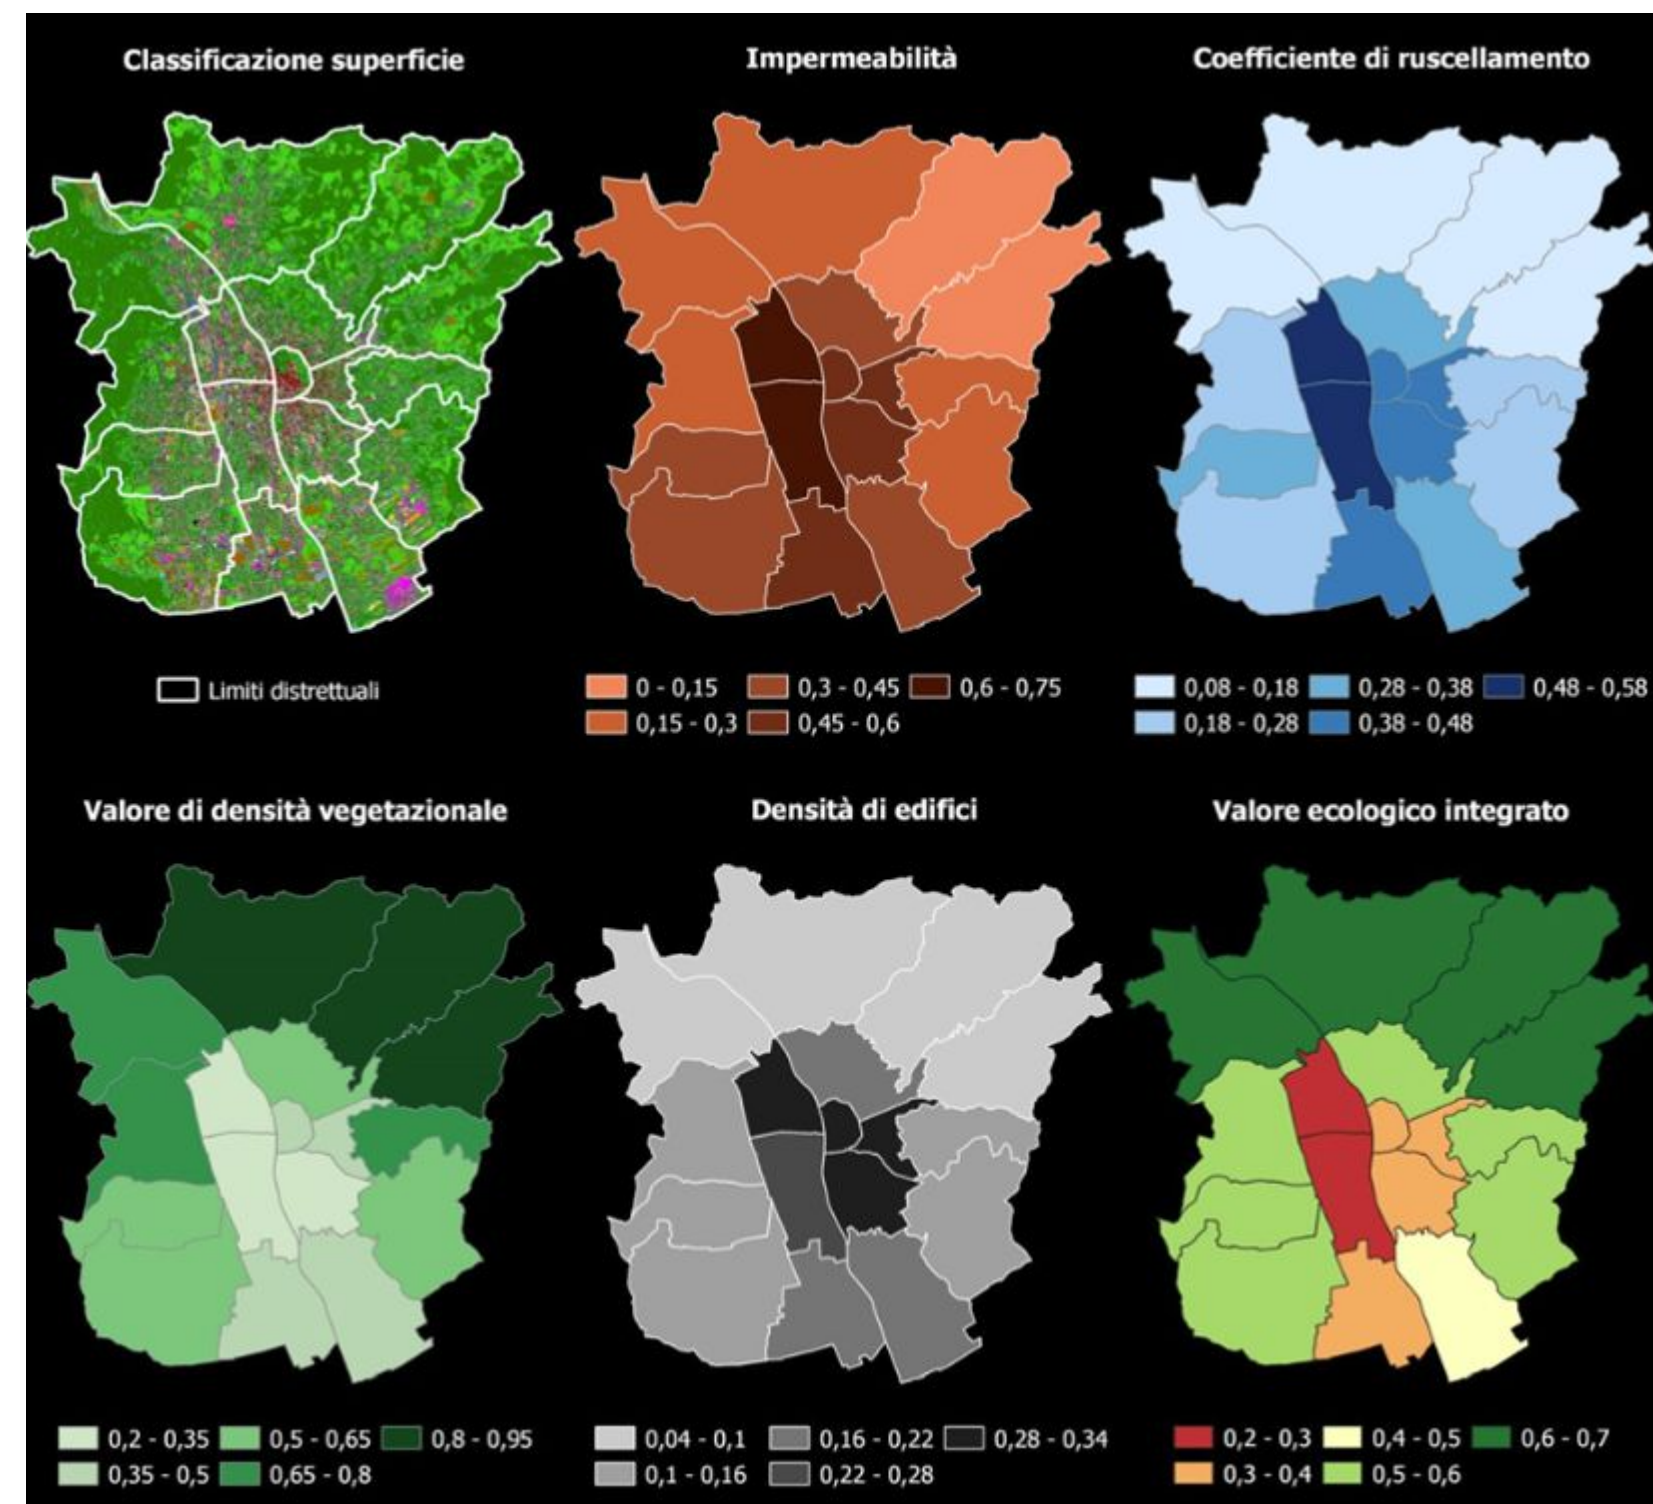 Classificazione superficie
Impermeabilità
Coefficiente di ruscellamento
Limiti distrettuali
0 - 0,15
0,3 - 0,45
0,6 - 0,75
0,15 - 0,3
0,45 - 0,6
0,08 - 0,18
0,28 - 0,38
0,48 - 0,58
0,18 - 0,28
0,38 - 0,48
Valore di densità vegetazionale
Densità di edifici
Valore ecologico integrato
0,2 - 0,35
0,5 - 0,65
0,8 - 0,95
0,35 - 0,5
0,65 - 0,8
0,04 - 0,1
0,16 - 0,22
0,28 - 0,34
0,1 - 0,16
0,22 - 0,28
0,2 - 0,3
0,4 - 0,5
0,6 - 0,7
0,3 - 0,4
0,5 - 0,6